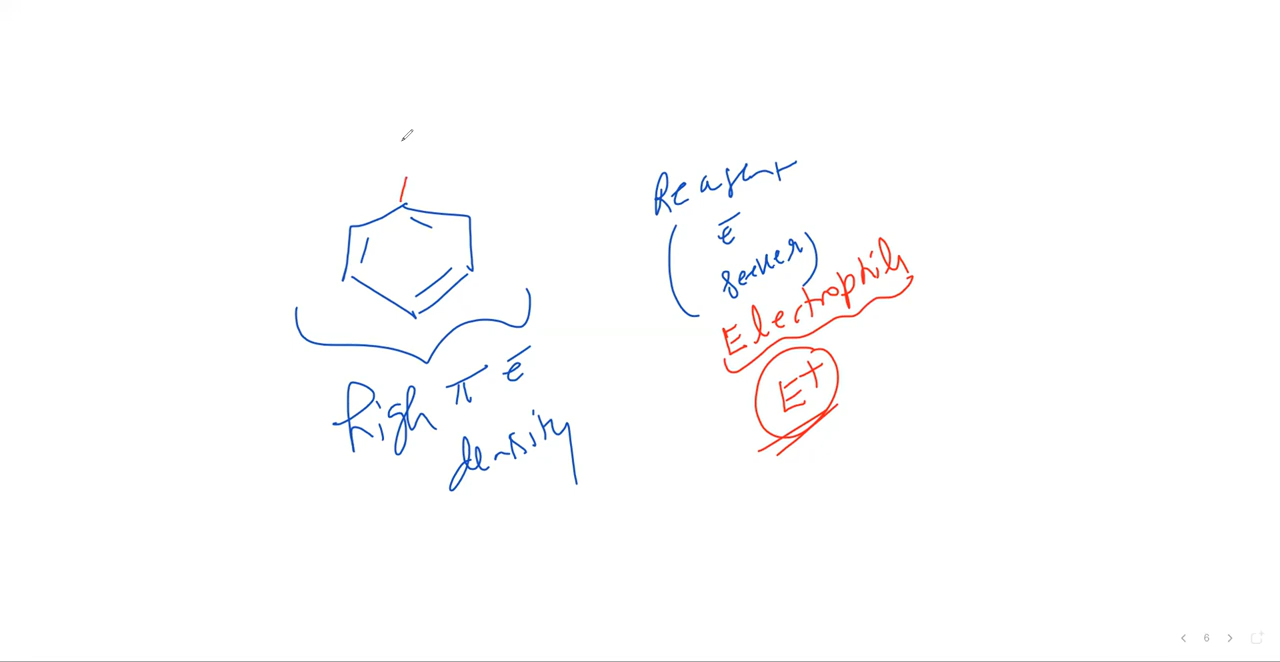 high π ē
density
Reagent
( ē
seeker)
Electrophile
E+
6